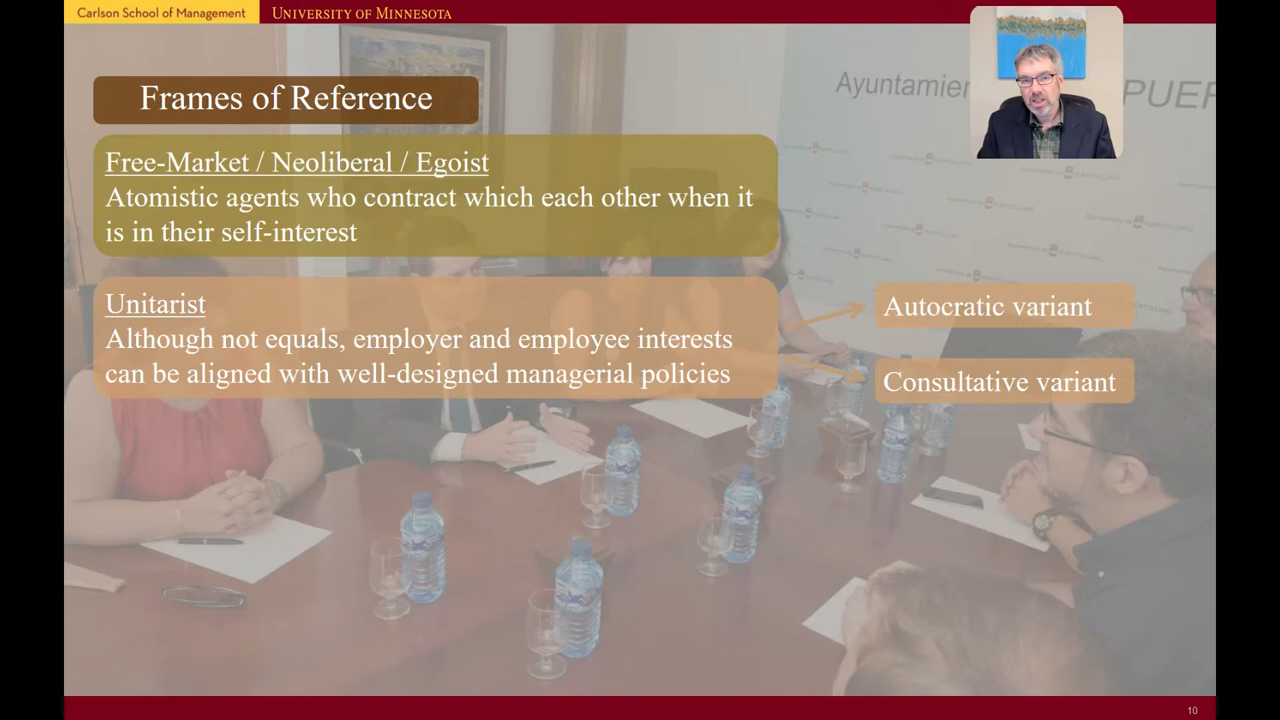 Carlson School of Management
UNIVERSITY OF MINNESOTA
Frames of Reference
Free-Market / Neoliberal / Egoist
Atomistic agents who contract which each other when it
is in their self-interest
Unitarist
Although not equals, employer and employee interests
can be aligned with well-designed managerial policies
Autocratic variant
Consultative variant
Ayuntamien
PUER
10